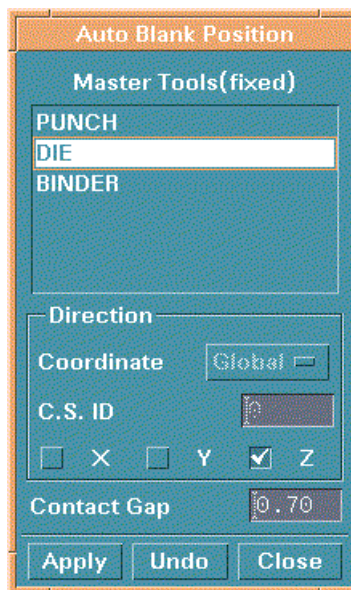 Auto Blank Position
Master Tools(fixed)
PUNCH
DIE
BINDER
Direction
Coordinate Global
C.S. ID 0
X Y Z
Contact Gap 0.70
Apply Undo Close